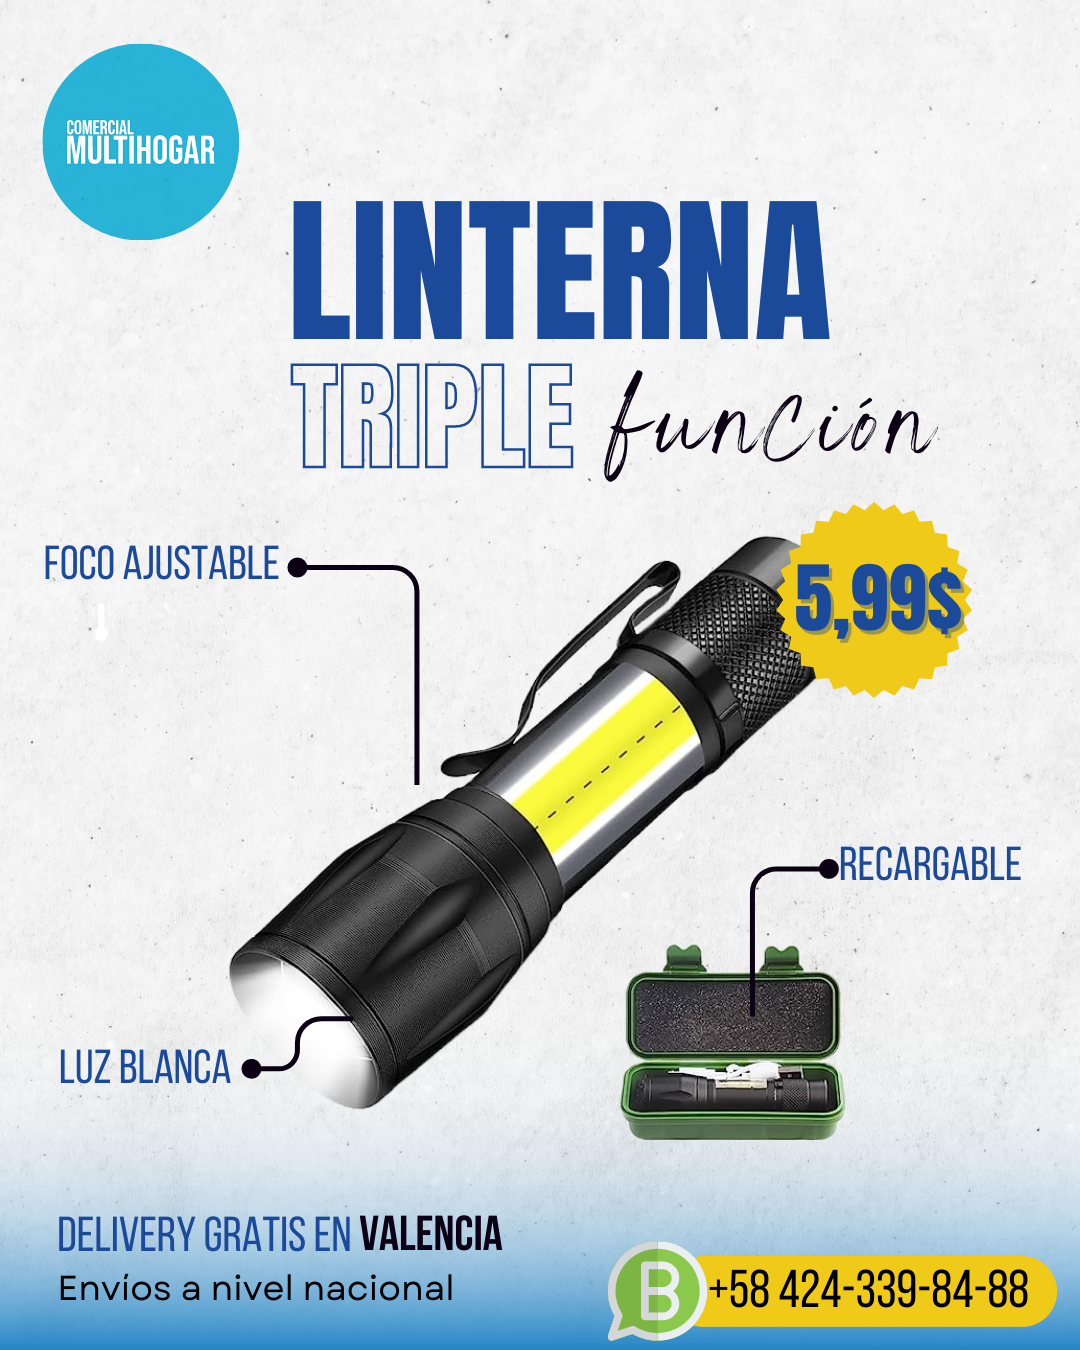 COMERCIAL
MULTIHOGAR
LINTERNA
TRIPLE función
FOCO AJUSTABLE
5,99$
RECARGABLE
LUZ BLANCA
DELIVERY GRATIS EN VALENCIA
Envíos a nivel nacional
B +58 424-339-84-88